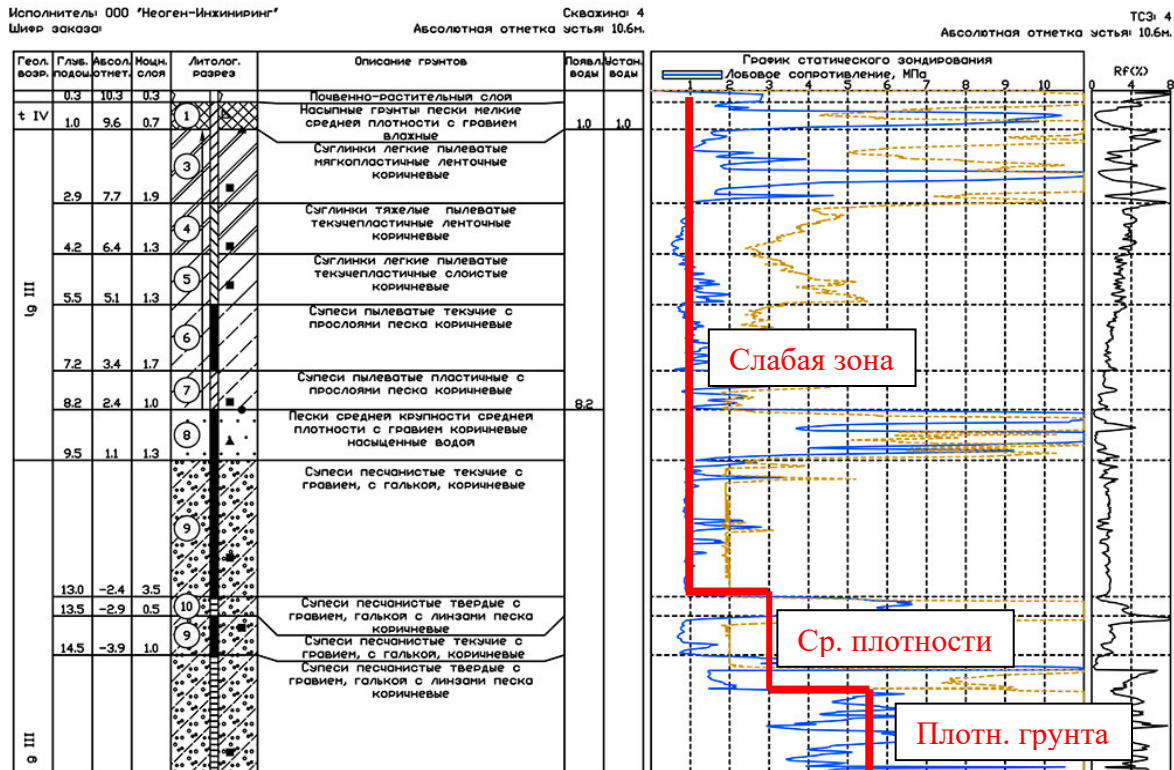 Исполнитель: ООО "Неоген-Инжиниринг"
Шифр заказа:
Скважина: 4
Абсолютная отметка устья: 10.6м.
ТСЗ: 4
Абсолютная отметка устья: 10.6м.
Геол. возр.
Глуб. подош.
Абсол. отмет.
Мощн. слоя
Литолог. разрез
Описание грунтов
Появл. воды
Устан. воды
График статического зондирования
Лобовое сопротивление, МПа
1 2 3 4 5 6 7 8 9 10
Rf(%)
0 4 8
0.3 10.3 0.3
Почвенно-растительный слой
t IV
1.0 9.6 0.7
1
Насыпные грунты пески мелкие
средней плотности с гравием
влажные
1.0 1.0
2.9 7.7 1.9
3
Суглинки легкие пылеватые
мягкопластичные ленточные
коричневые
4.2 6.4 1.3
4
Суглинки тяжелые пылеватые
текучепластичные ленточные
коричневые
lg III
5.5 5.1 1.3
5
Суглинки легкие пылеватые
текучепластичные слоистые
коричневые
7.2 3.4 1.7
6
Супеси пылеватые текучие с
прослоями песка коричневые
Слабая зона
8.2 2.4 1.0
7
Супеси пылеватые пластичные с
прослоями песка коричневые
8.2
9.5 1.1 1.3
8
Пески средней крупности средней
плотности с гравием коричневые
насыщенные водой
13.0 -2.4 3.5
9
Супеси песчанистые текучие с
гравием, с галькой, коричневые
13.5 -2.9 0.5
10
Супеси песчанистые твердые с
гравием, галькой с линзами песка
коричневые
14.5 -3.9 1.0
9
Супеси песчанистые текучие с
гравием, с галькой, коричневые
Ср. плотности
Супеси песчанистые твердые с
гравием, галькой с линзами песка
коричневые
g III
Плотн. грунта